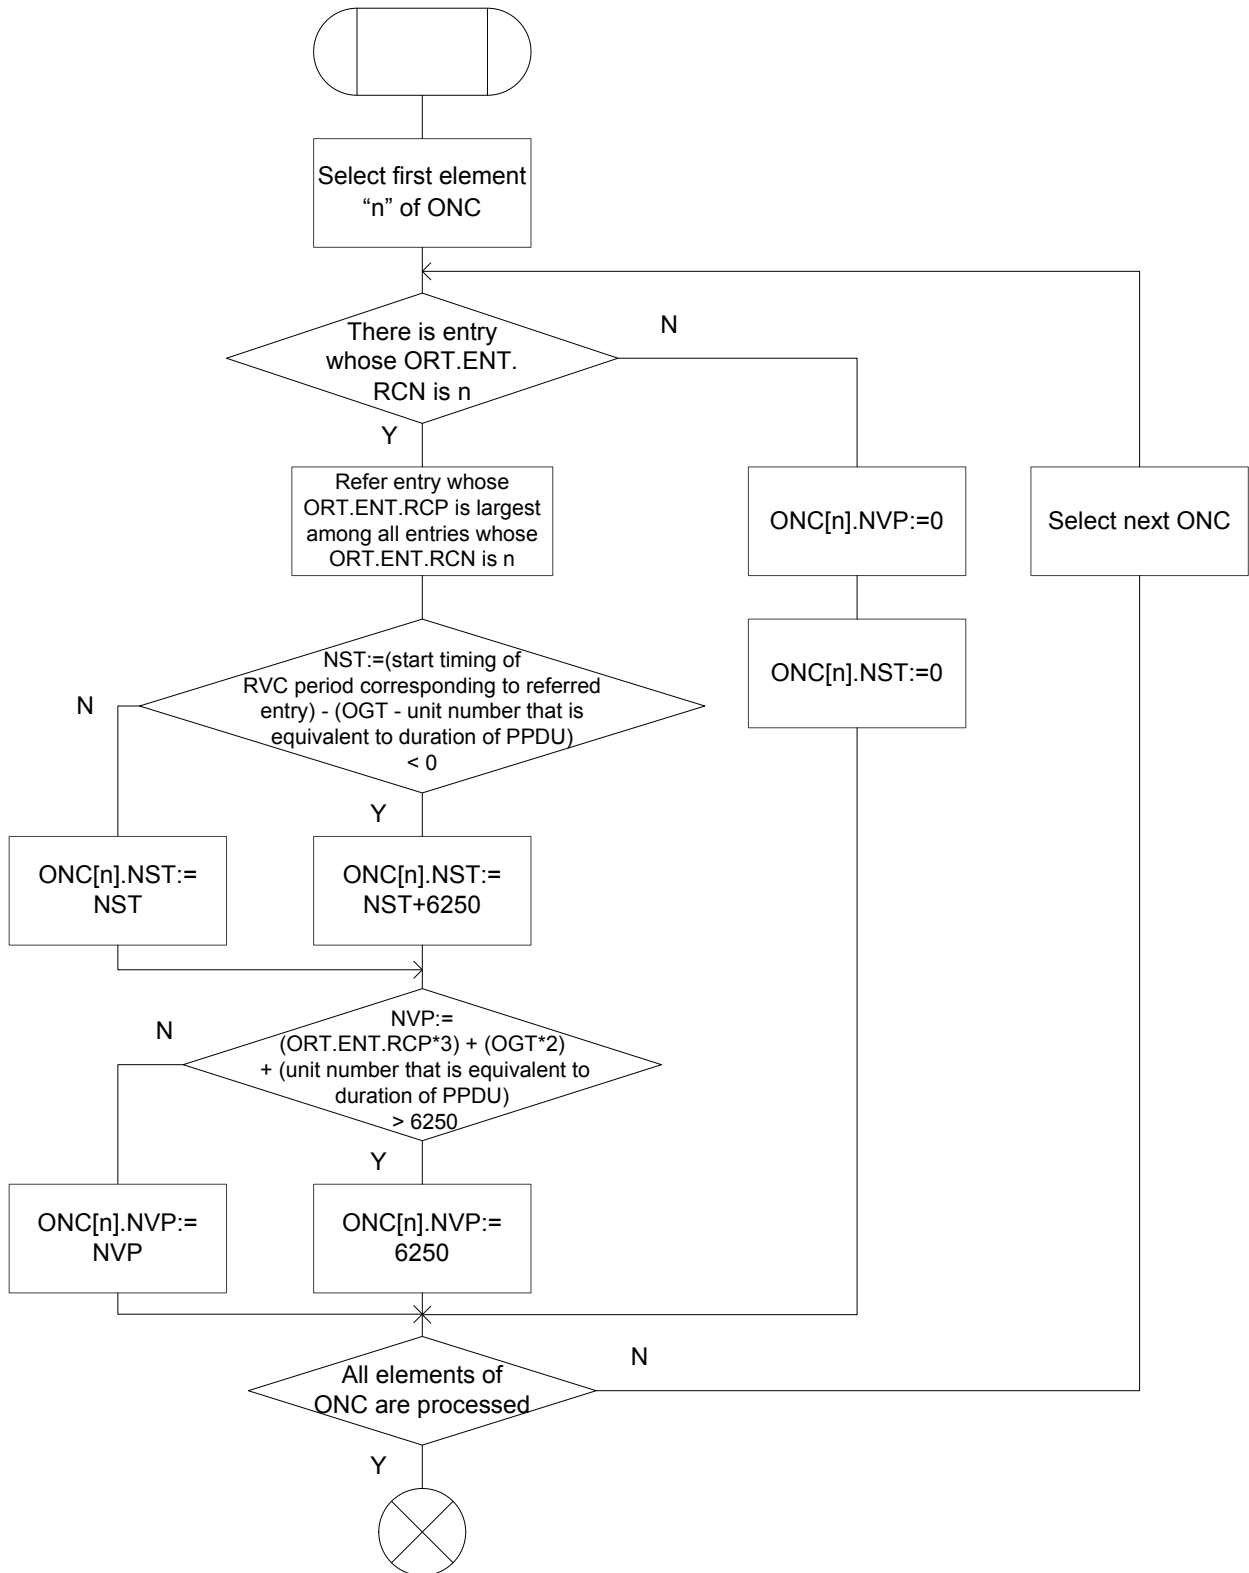 Select first element
“n” of ONC
There is entry
whose ORT.ENT.
RCN is n
N
Y
Refer entry whose
ORT.ENT.RCP is largest
among all entries whose
ORT.ENT.RCN is n
ONC[n].NVP:=0
Select next ONC
ONC[n].NST:=0
NST:=(start timing of
RVC period corresponding to referred
entry) - (OGT - unit number that is
equivalent to duration of PPDU)
< 0
N
Y
ONC[n].NST:=
NST
ONC[n].NST:=
NST+6250
NVP:=
(ORT.ENT.RCP*3) + (OGT*2)
+ (unit number that is equivalent to
duration of PPDU)
> 6250
N
Y
ONC[n].NVP:=
NVP
ONC[n].NVP:=
6250
All elements of
ONC are processed
N
Y